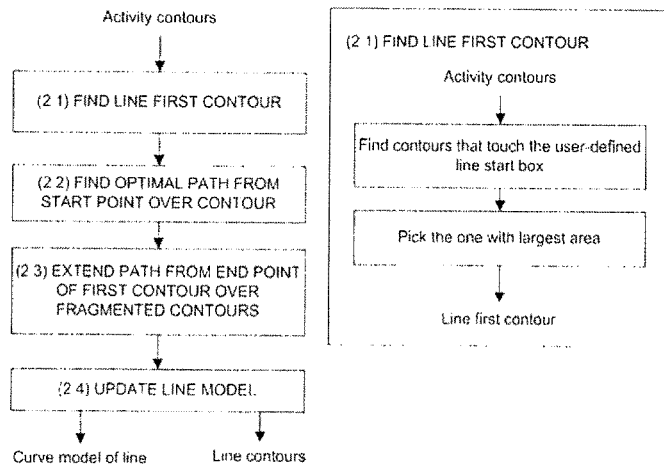 Activity contours
(2 1) FIND LINE FIRST CONTOUR
(2 2) FIND OPTIMAL PATH FROM
START POINT OVER CONTOUR
(2 3) EXTEND PATH FROM END POINT
OF FIRST CONTOUR OVER
FRAGMENTED CONTOURS
(2 4) UPDATE LINE MODEL
Curve model of line
Line contours
(2 1) FIND LINE FIRST CONTOUR
Activity contours
Find contours that touch the user-defined
line start box
Pick the one with largest area
Line first contour